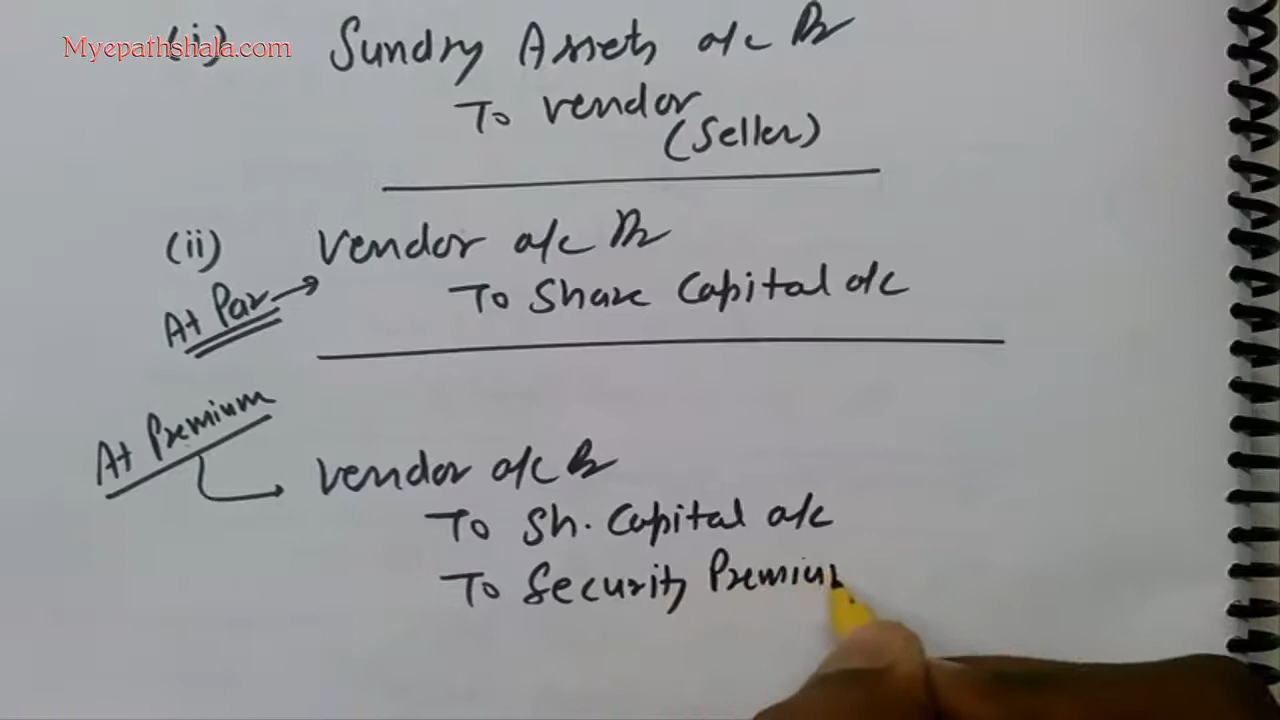 Myepathshala.com
(i) Sundry Assets a/c Dr
To vendor
(Seller)
(ii) vendor a/c Dr
At Par
To Share Capital a/c
At Premium
vendor a/c Dr
To Sh. Capital a/c
To Security Premium